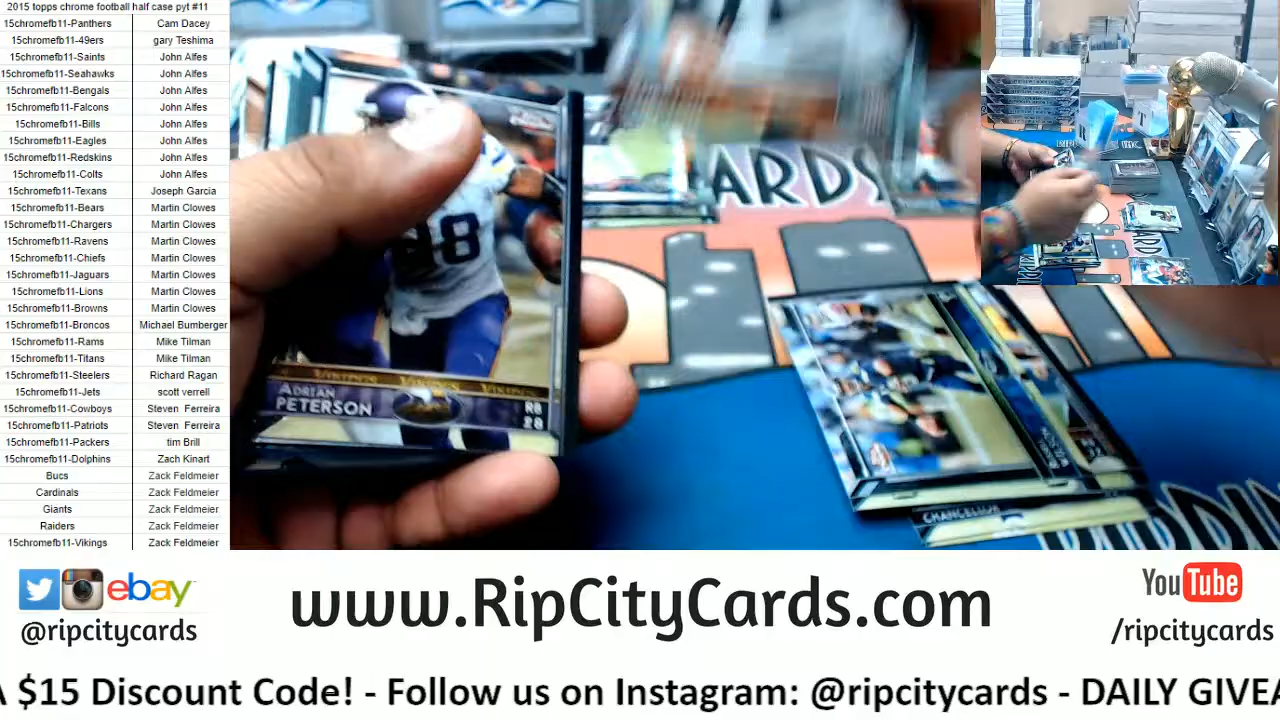 2015 topps chrome football half case pyt #11
15chromefb11-Panthers Cam Dacey
15chromefb11-49ers gary Teshima
15chromefb11-Saints John Alfes
15chromefb11-Seahawks John Alfes
15chromefb11-Bengals John Alfes
15chromefb11-Falcons John Alfes
15chromefb11-Bills John Alfes
15chromefb11-Eagles John Alfes
15chromefb11-Redskins John Alfes
15chromefb11-Colts John Alfes
15chromefb11-Texans Joseph Garcia
15chromefb11-Bears Martin Clowes
15chromefb11-Chargers Martin Clowes
15chromefb11-Ravens Martin Clowes
15chromefb11-Chiefs Martin Clowes
15chromefb11-Jaguars Martin Clowes
15chromefb11-Lions Martin Clowes
15chromefb11-Browns Martin Clowes
15chromefb11-Broncos Michael Bumberger
15chromefb11-Rams Mike Tilman
15chromefb11-Titans Mike Tilman
15chromefb11-Steelers Richard Ragan
15chromefb11-Jets scott verrell
15chromefb11-Cowboys Steven Ferreira
15chromefb11-Patriots Steven Ferreira
15chromefb11-Packers tim Brill
15chromefb11-Dolphins Zach Kinart
Bucs Zack Feldmeier
Cardinals Zack Feldmeier
Giants Zack Feldmeier
Raiders Zack Feldmeier
15chromefb11-Vikings Zack Feldmeier
ARDS
VIKINGS VIKINGS VIKINGS
ADRIAN
PETERSON
RB
28
CHANCELLOR
ebay
@ripcitycards
www.RipCityCards.com
YouTube
/ripcitycards
A $15 Discount Code! - Follow us on Instagram: @ripcitycards - DAILY GIVEA